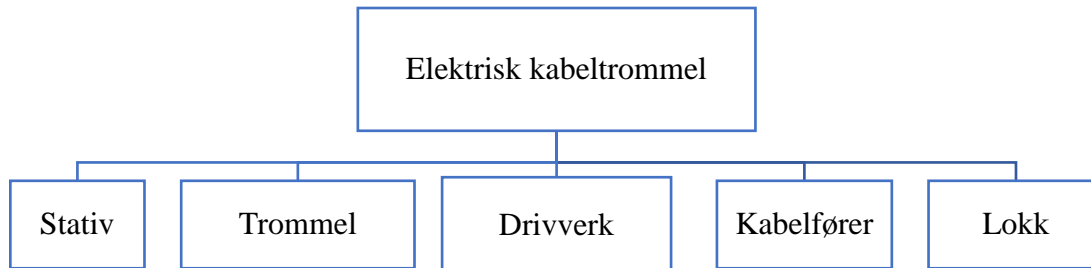 Elektrisk kabeltrommel
Stativ
Trommel
Drivverk
Kabelfører
Lokk